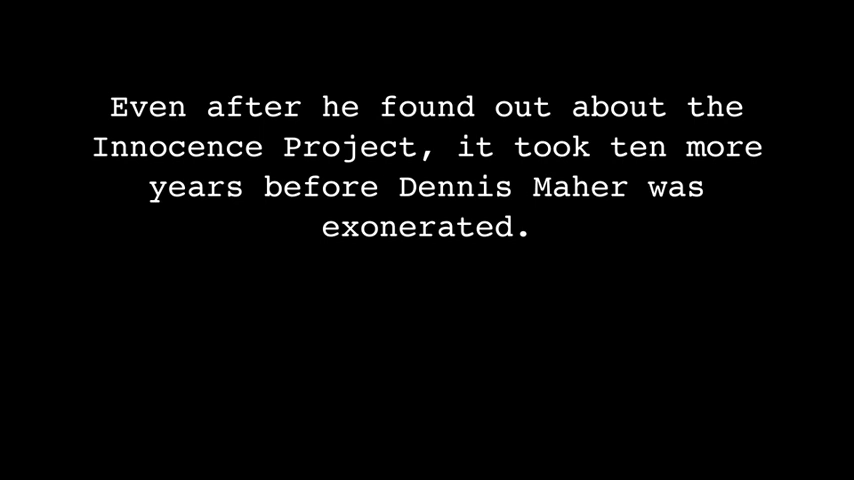 Even after he found out about the
Innocence Project, it took ten more
years before Dennis Maher was
exonerated.